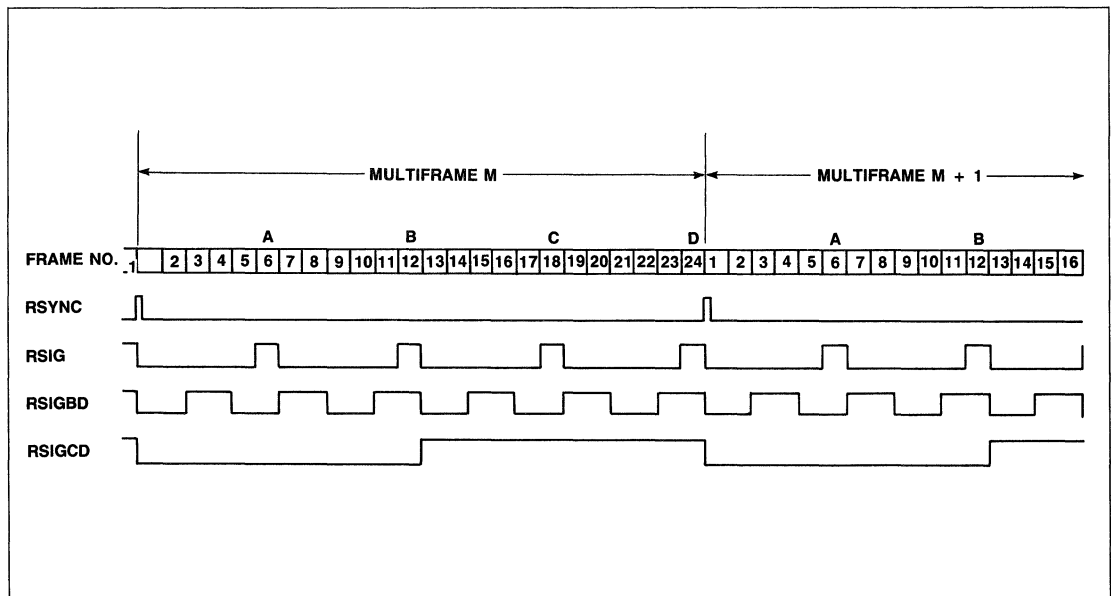 MULTIFRAME M MULTIFRAME M + 1
A B C D A B
FRAME NO. 1 2 3 4 5 6 7 8 9 10 11 12 13 14 15 16 17 18 19 20 21 22 23 24 1 2 3 4 5 6 7 8 9 10 11 12 13 14 15 16
RSYNC
RSIG
RSIGBD
RSIGCD